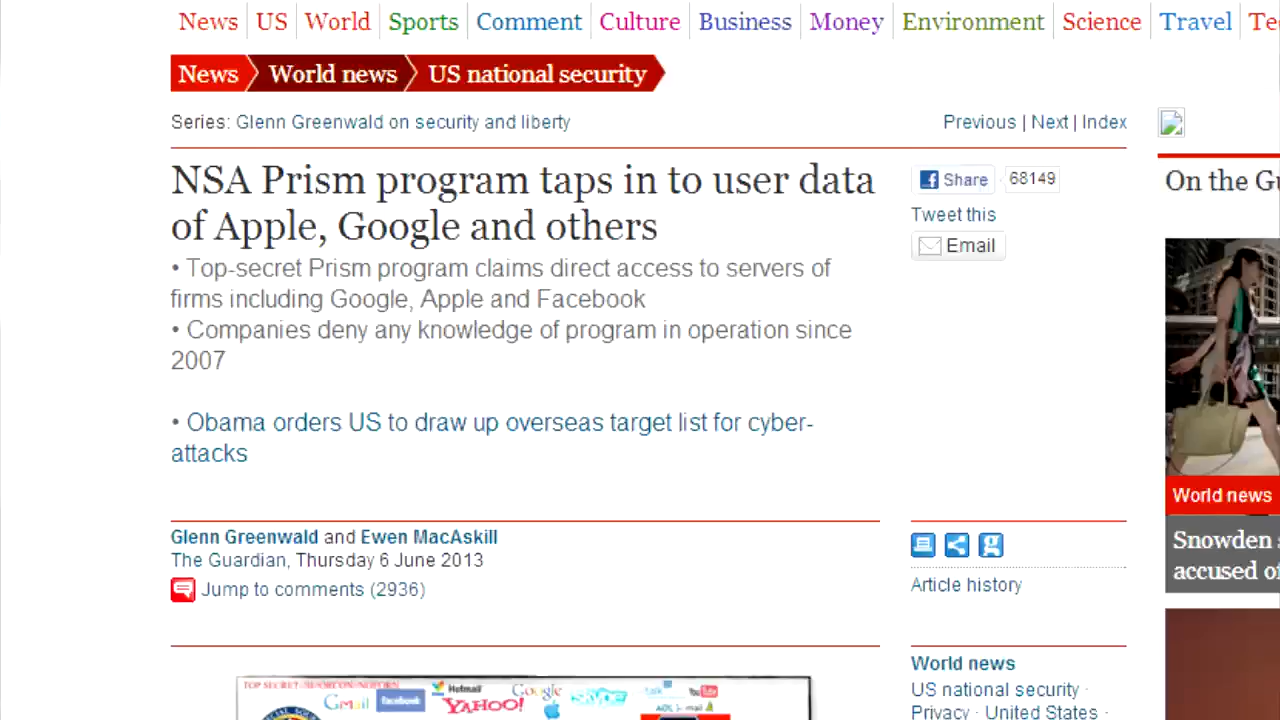 News US World Sports Comment Culture Business Money Environment Science Travel
News World news US national security
Series: Glenn Greenwald on security and liberty
Previous | Next | Index
NSA Prism program taps in to user data
of Apple, Google and others
• Top-secret Prism program claims direct access to servers of
firms including Google, Apple and Facebook
• Companies deny any knowledge of program in operation since
2007
• Obama orders US to draw up overseas target list for cyber-
attacks
Share 68149
Tweet this
Email
On the
Glenn Greenwald and Ewen MacAskill
The Guardian, Thursday 6 June 2013
Jump to comments (2936)
Article history
World news
US national security ·
Privacy · United States ·
World news
Snowden
accused of
Gmail facebook Hotmail Google
YAHOO! skype YouTube
AOL mail